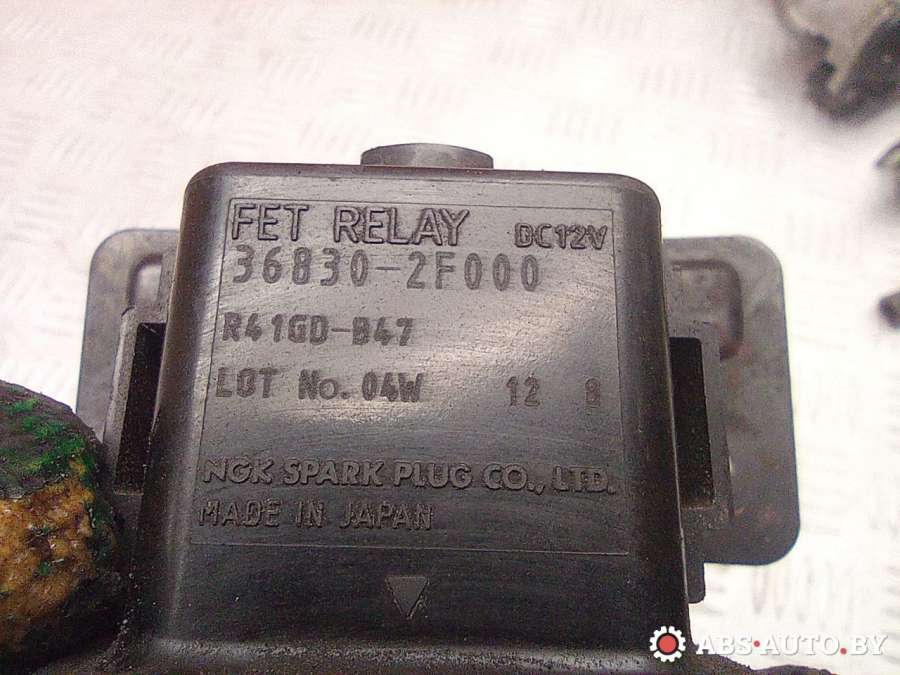 FET RELAY DC12V
36830-2F000
R41GD-B47
LOT No. 04W 12 B
NGK SPARK PLUG CO., LTD.
MADE IN JAPAN
ABS-AUTO.BY